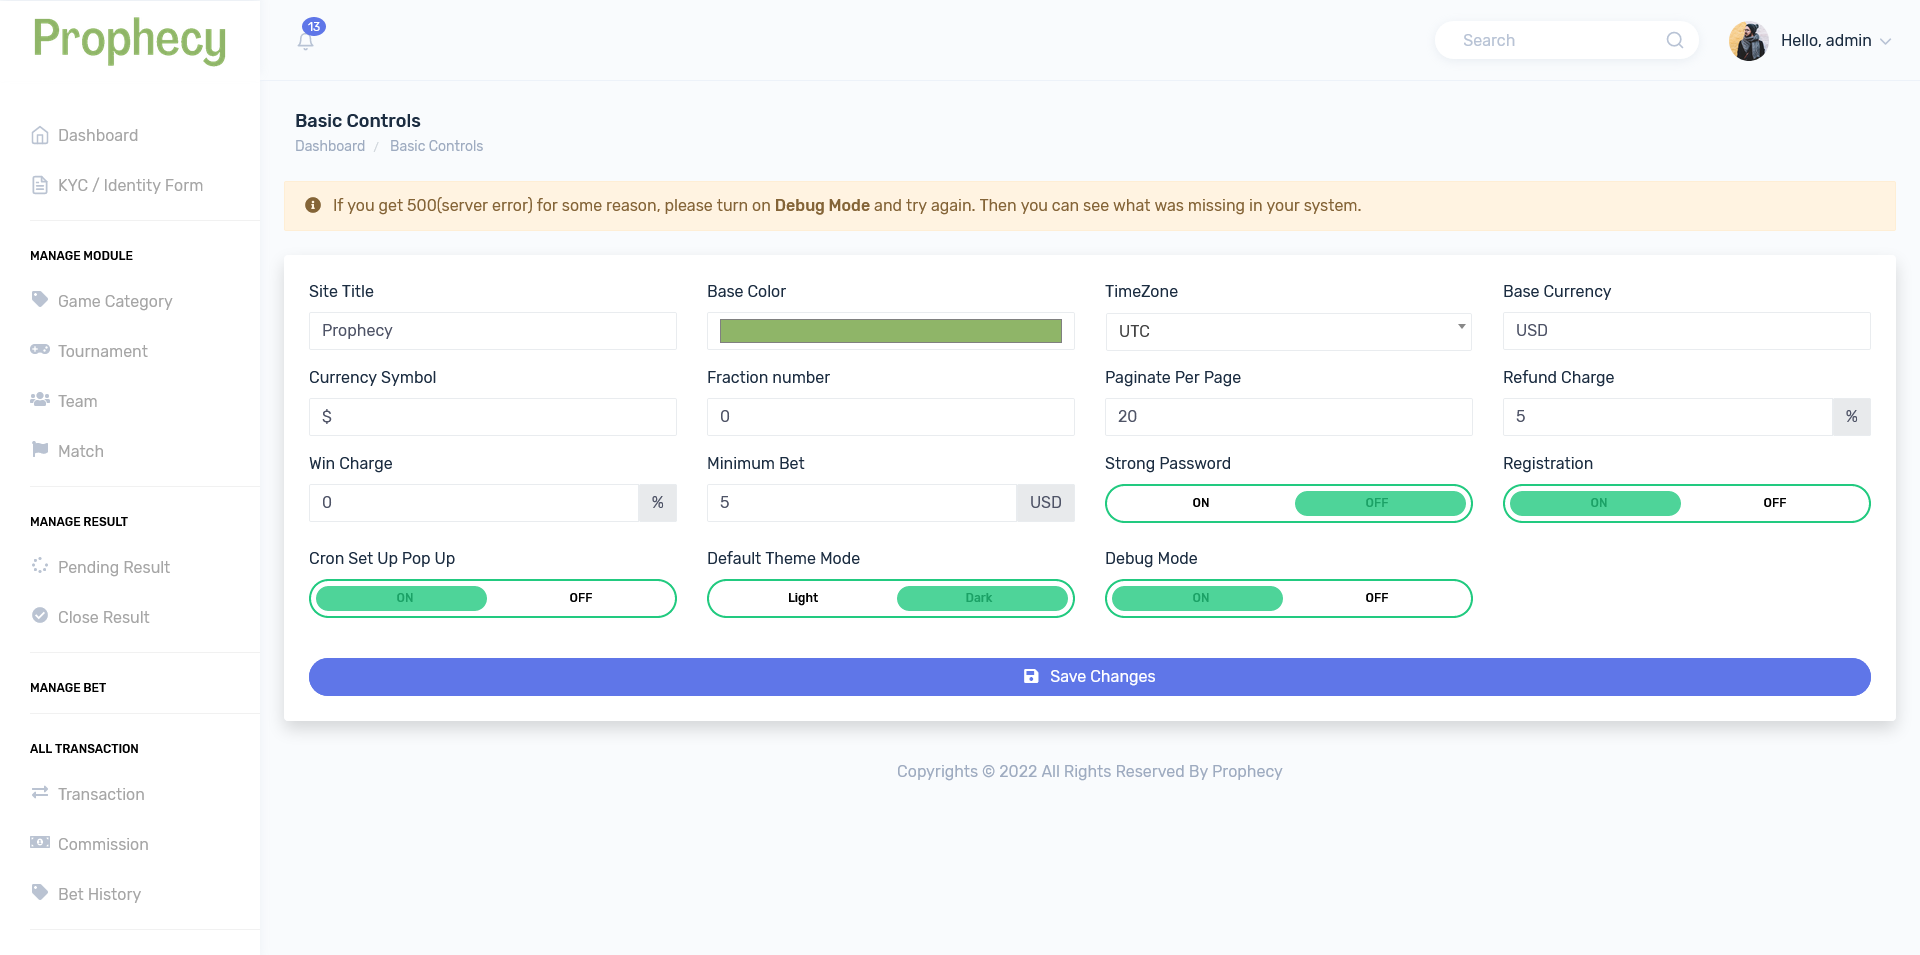 Prophecy
13
Search
Hello, admin
Dashboard
KYC / Identity Form
MANAGE MODULE
Game Category
Tournament
Team
Match
MANAGE RESULT
Pending Result
Close Result
MANAGE BET
ALL TRANSACTION
Transaction
Commission
Bet History
Basic Controls
Dashboard / Basic Controls
If you get 500(server error) for some reason, please turn on Debug Mode and try again. Then you can see what was missing in your system.
Site Title
Prophecy
Base Color
TimeZone
UTC
Base Currency
USD
Currency Symbol
$
Fraction number
0
Paginate Per Page
20
Refund Charge
5 %
Win Charge
0 %
Minimum Bet
5 USD
Strong Password
ON OFF
Registration
ON OFF
Cron Set Up Pop Up
ON OFF
Default Theme Mode
Light Dark
Debug Mode
ON OFF
Save Changes
Copyrights © 2022 All Rights Reserved By Prophecy